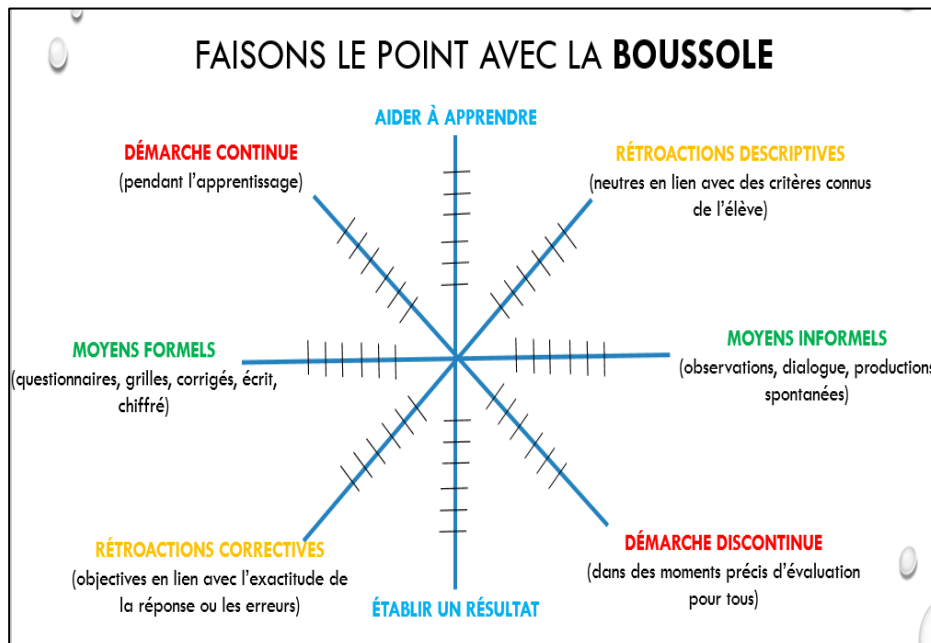 FAISONS LE POINT AVEC LA BOUSSOLE
AIDER À APPRENDRE
DÉMARCHE CONTINUE
(pendant l'apprentissage)
RÉTROACTIONS DESCRIPTIVES
(neutres en lien avec des critères connus
de l'élève)
MOYENS FORMELS
(questionnaires, grilles, corrigés, écrit,
chiffré)
MOYENS INFORMELS
(observations, dialogue, productions
spontanées)
RÉTROACTIONS CORRECTIVES
(objectives en lien avec l'exactitude de
la réponse ou les erreurs)
ÉTABLIR UN RÉSULTAT
DÉMARCHE DISCONTINUE
(dans des moments précis d'évaluation
pour tous)